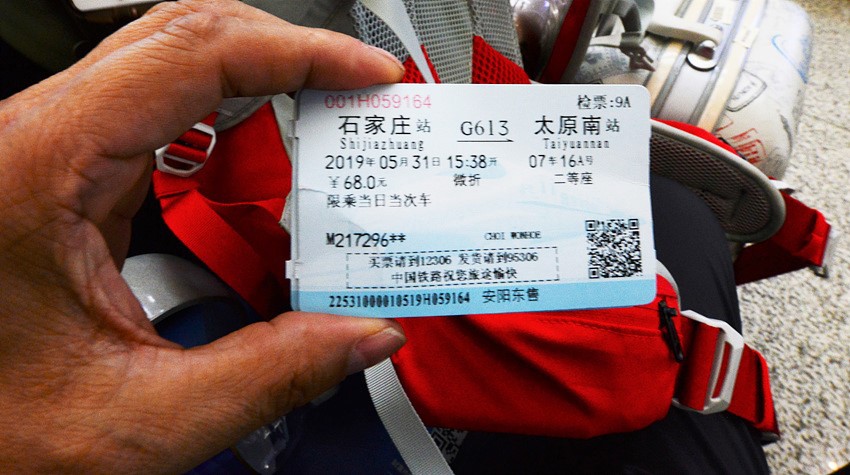 001H059164 检票:9A
石家庄站 G613 太原南站
Shijiazhuang Taiyuannan
2019年05月31日 15:38开 07车16A号
￥68.0元 微折 二等座
限乘当日当次车
M217296** CHOI WONHOE
买票请到12306 发货请到95306
中国铁路祝您旅途愉快
22531000010519H059164 安阳东售